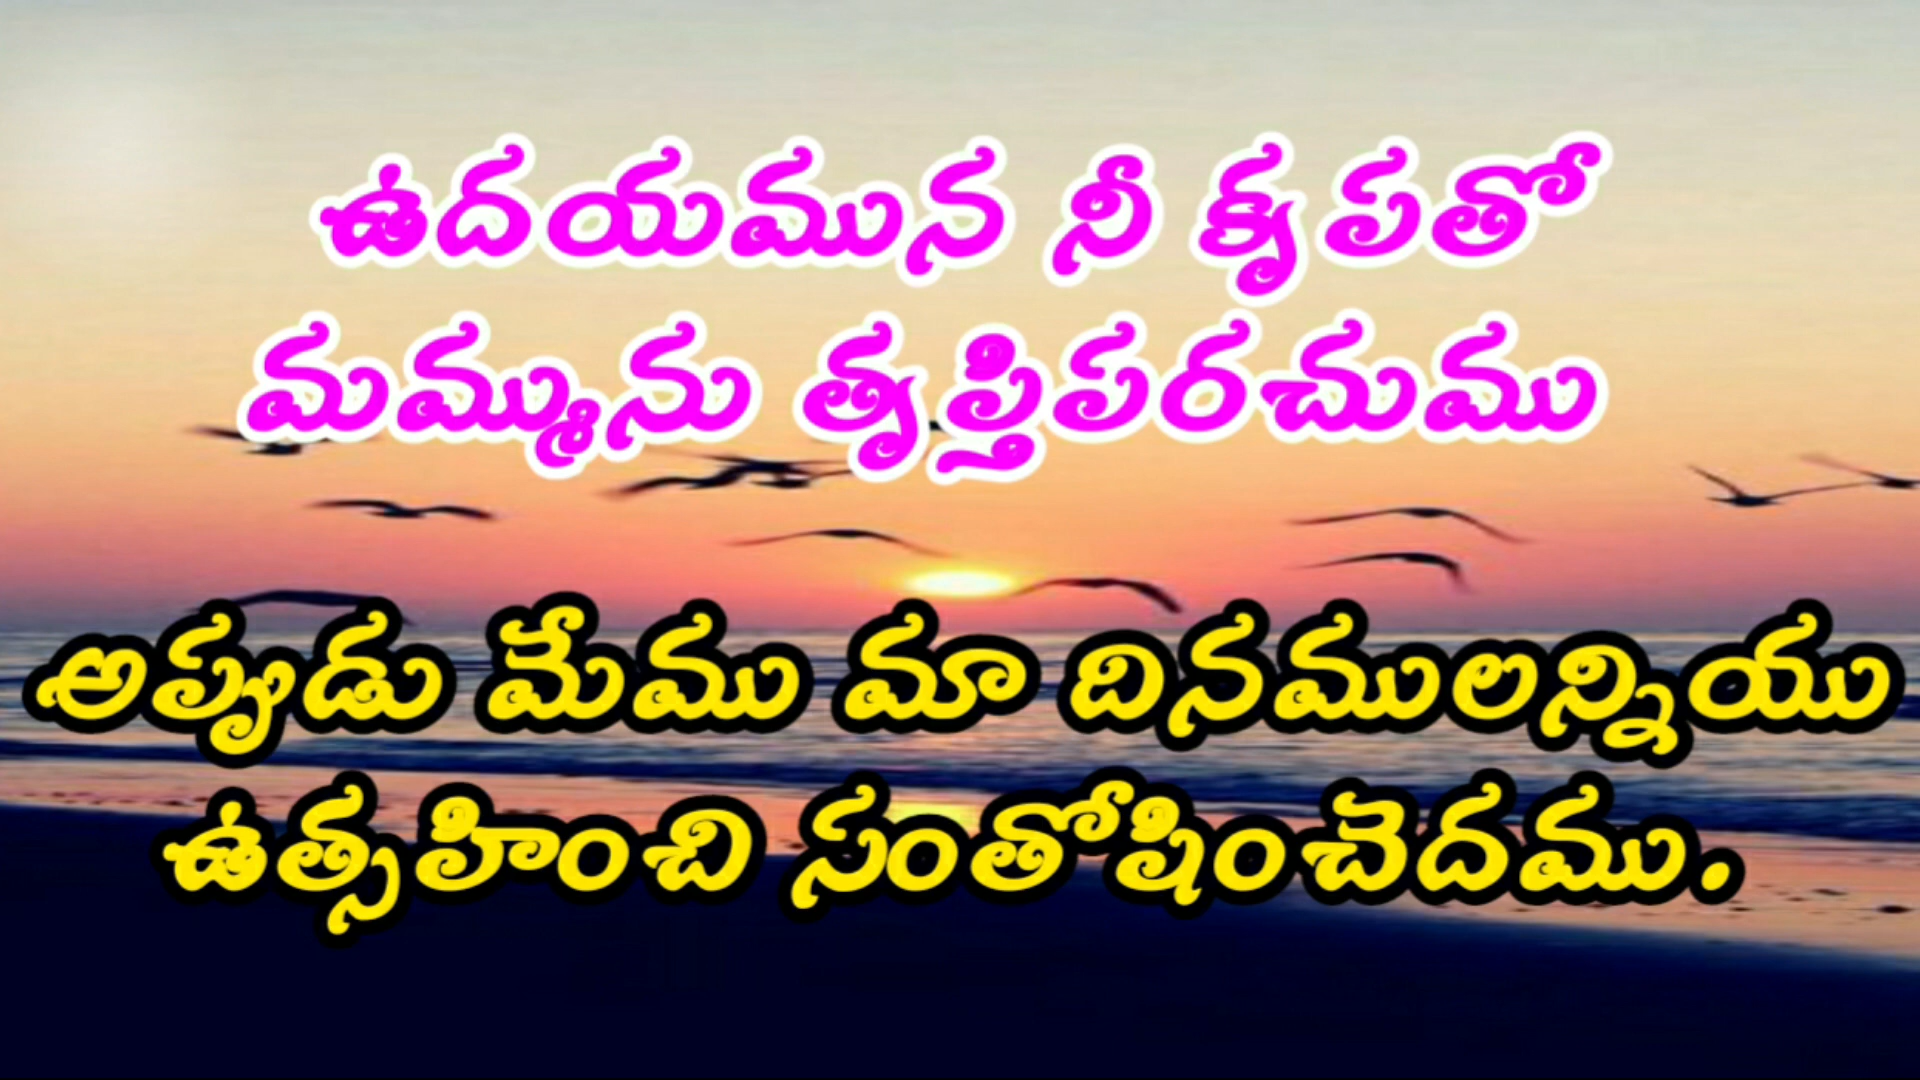 ఉదయమున నీ కృపతో
మమ్మును తృప్తిపరచుము
అప్పుడు మేము మా దినములన్నియు
ఉత్సహించి సంతోషించెదము.